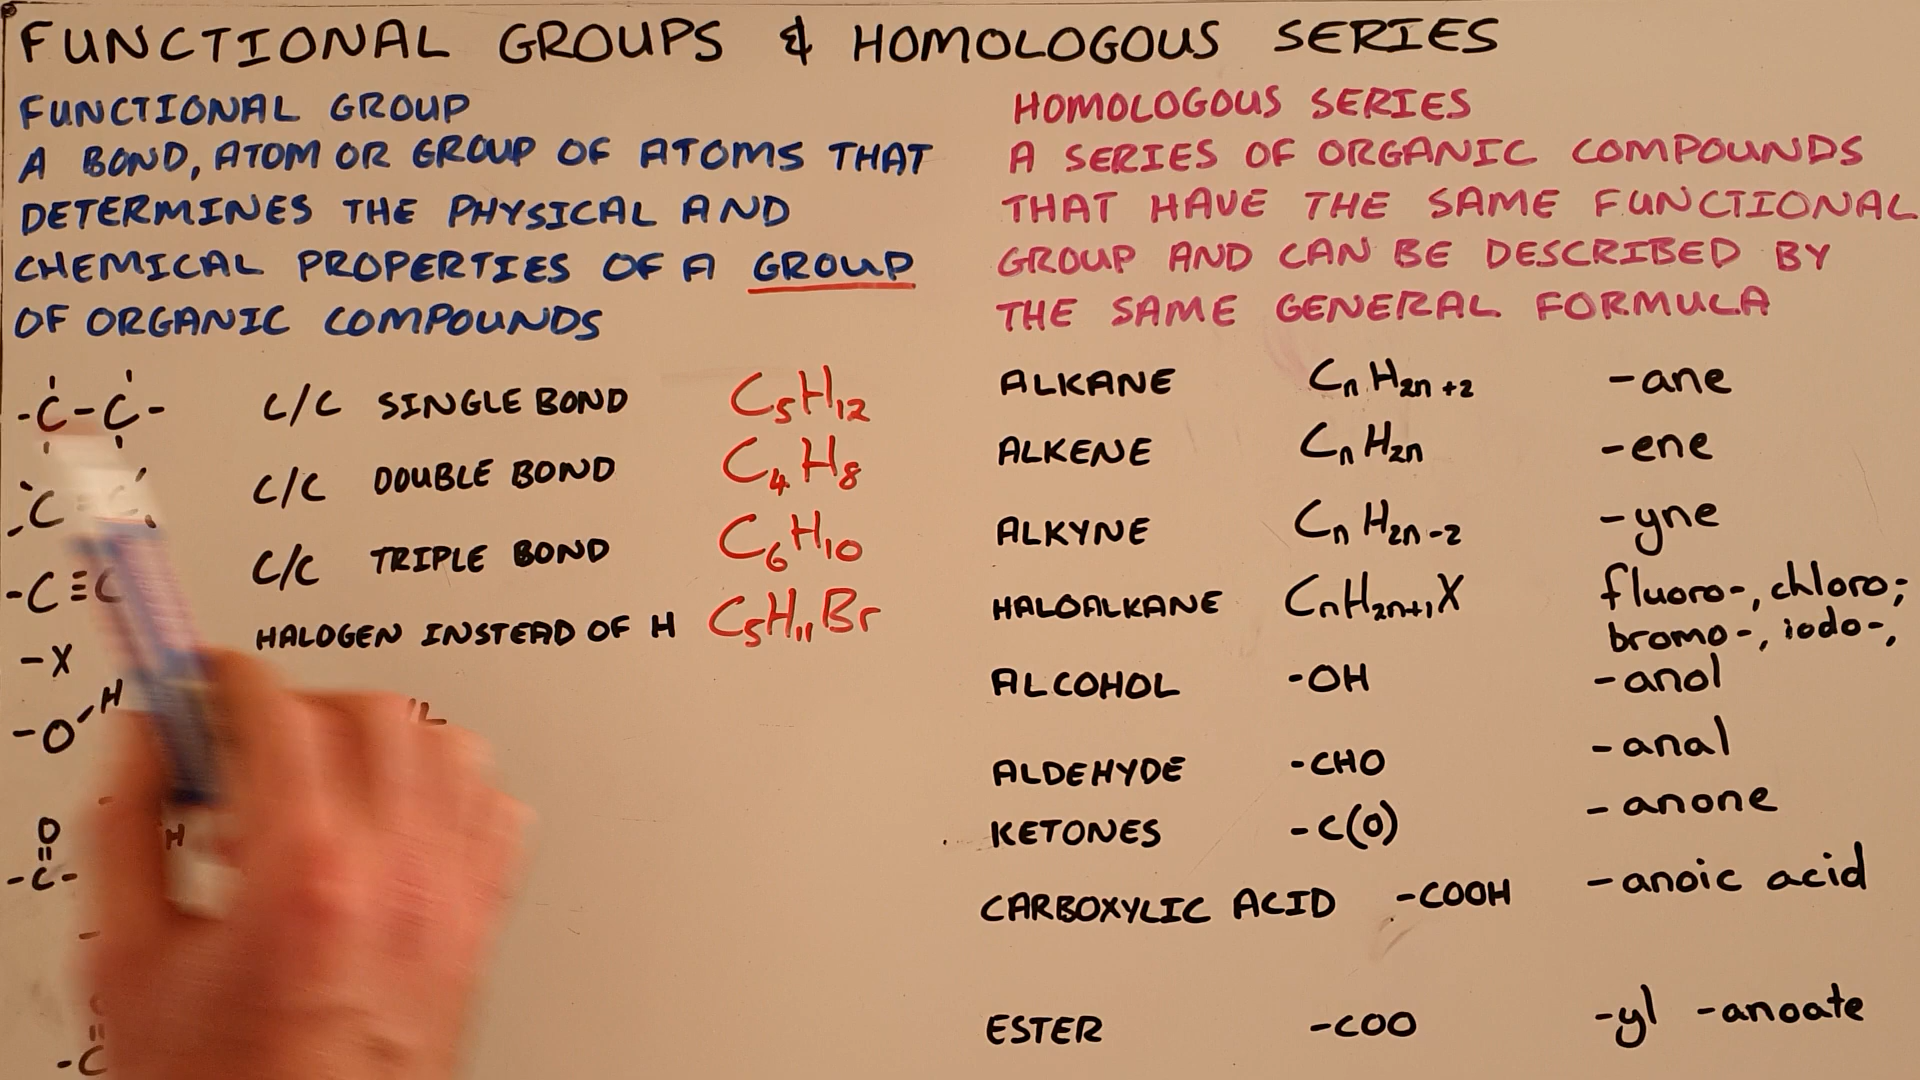 FUNCTIONAL GROUPS & HOMOLOGOUS SERIES
FUNCTIONAL GROUP
A BOND, ATOM OR GROUP OF ATOMS THAT
DETERMINES THE PHYSICAL AND
CHEMICAL PROPERTIES OF A GROUP
OF ORGANIC COMPOUNDS
-C-C- C/C SINGLE BOND C₅H₁₂
C C/C DOUBLE BOND C₄H₈
-C≡C C/C TRIPLE BOND C₆H₁₀
-X HALOGEN INSTEAD OF H C₅H₁₁Br
-O-H
H
O
=
-C-
-C
HOMOLOGOUS SERIES
A SERIES OF ORGANIC COMPOUNDS
THAT HAVE THE SAME FUNCTIONAL
GROUP AND CAN BE DESCRIBED BY
THE SAME GENERAL FORMULA
ALKANE CₙH₂ₙ₊₂ -ane
ALKENE CₙH₂ₙ -ene
ALKYNE CₙH₂ₙ₋₂ -yne
HALOALKANE CₙH₂ₙ₊₁X fluoro-, chloro-,
bromo-, iodo-,
ALCOHOL -OH -anol
ALDEHYDE -CHO -anal
KETONES -C(O) -anone
CARBOXYLIC ACID -COOH -anoic acid
ESTER -COO -yl -anoate